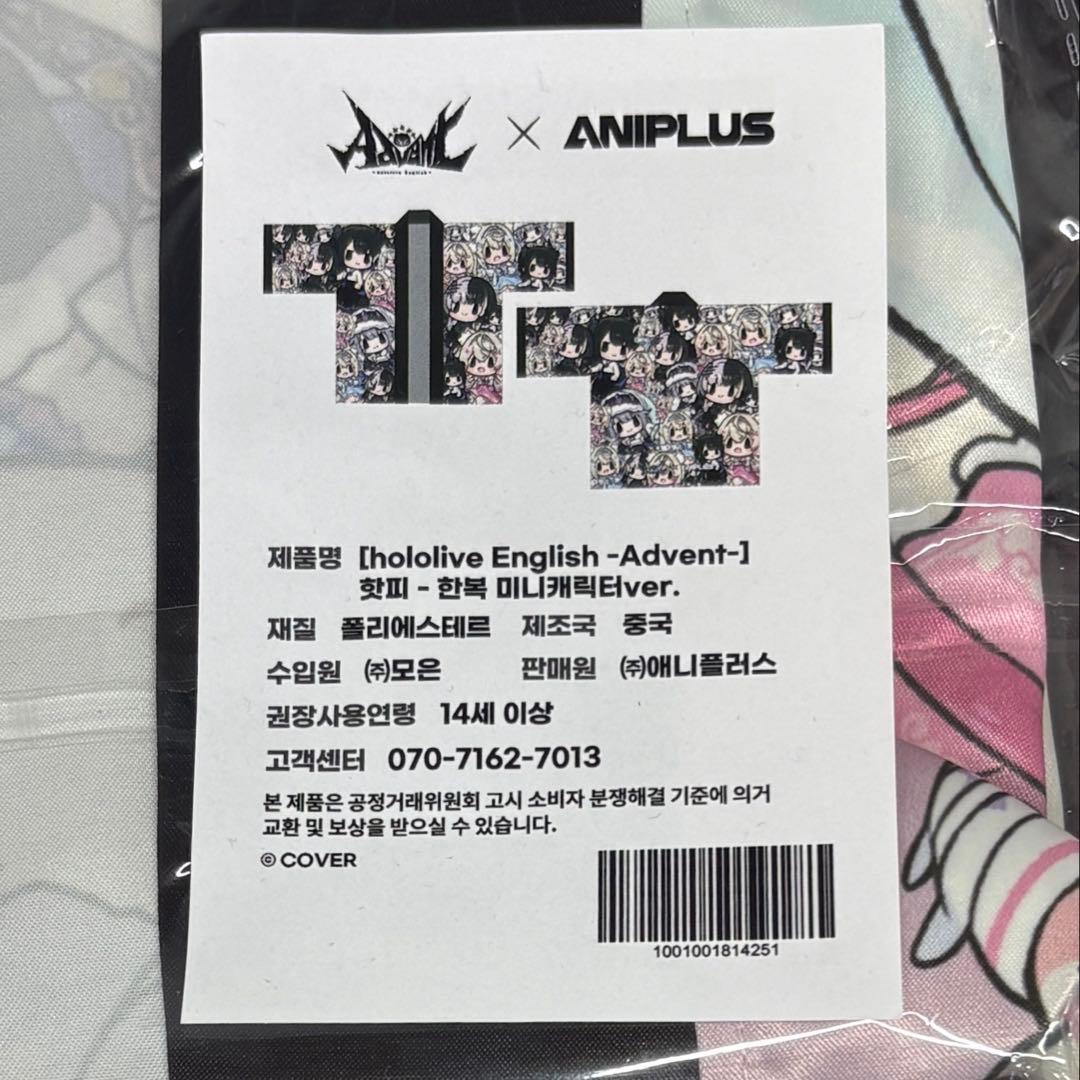 ADVENT
hololive English
× ANIPLUS
제품명 [hololive English -Advent-]
핫피 - 한복 미니캐릭터ver.
재질 폴리에스테르 제조국 중국
수입원 ㈜모은 판매원 ㈜애니플러스
권장사용연령 14세 이상
고객센터 070-7162-7013
본 제품은 공정거래위원회 고시 소비자 분쟁해결 기준에 의거
교환 및 보상을 받으실 수 있습니다.
© COVER
1001001814251